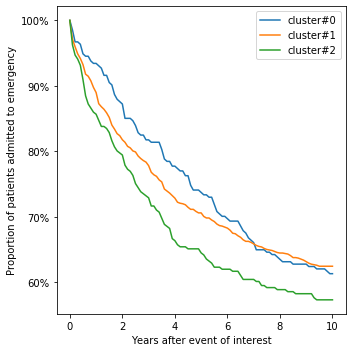 cluster#0
cluster#1
cluster#2
Proportion of patients admitted to emergency
100%
90%
80%
70%
60%
0 2 4 6 8 10
Years after event of interest